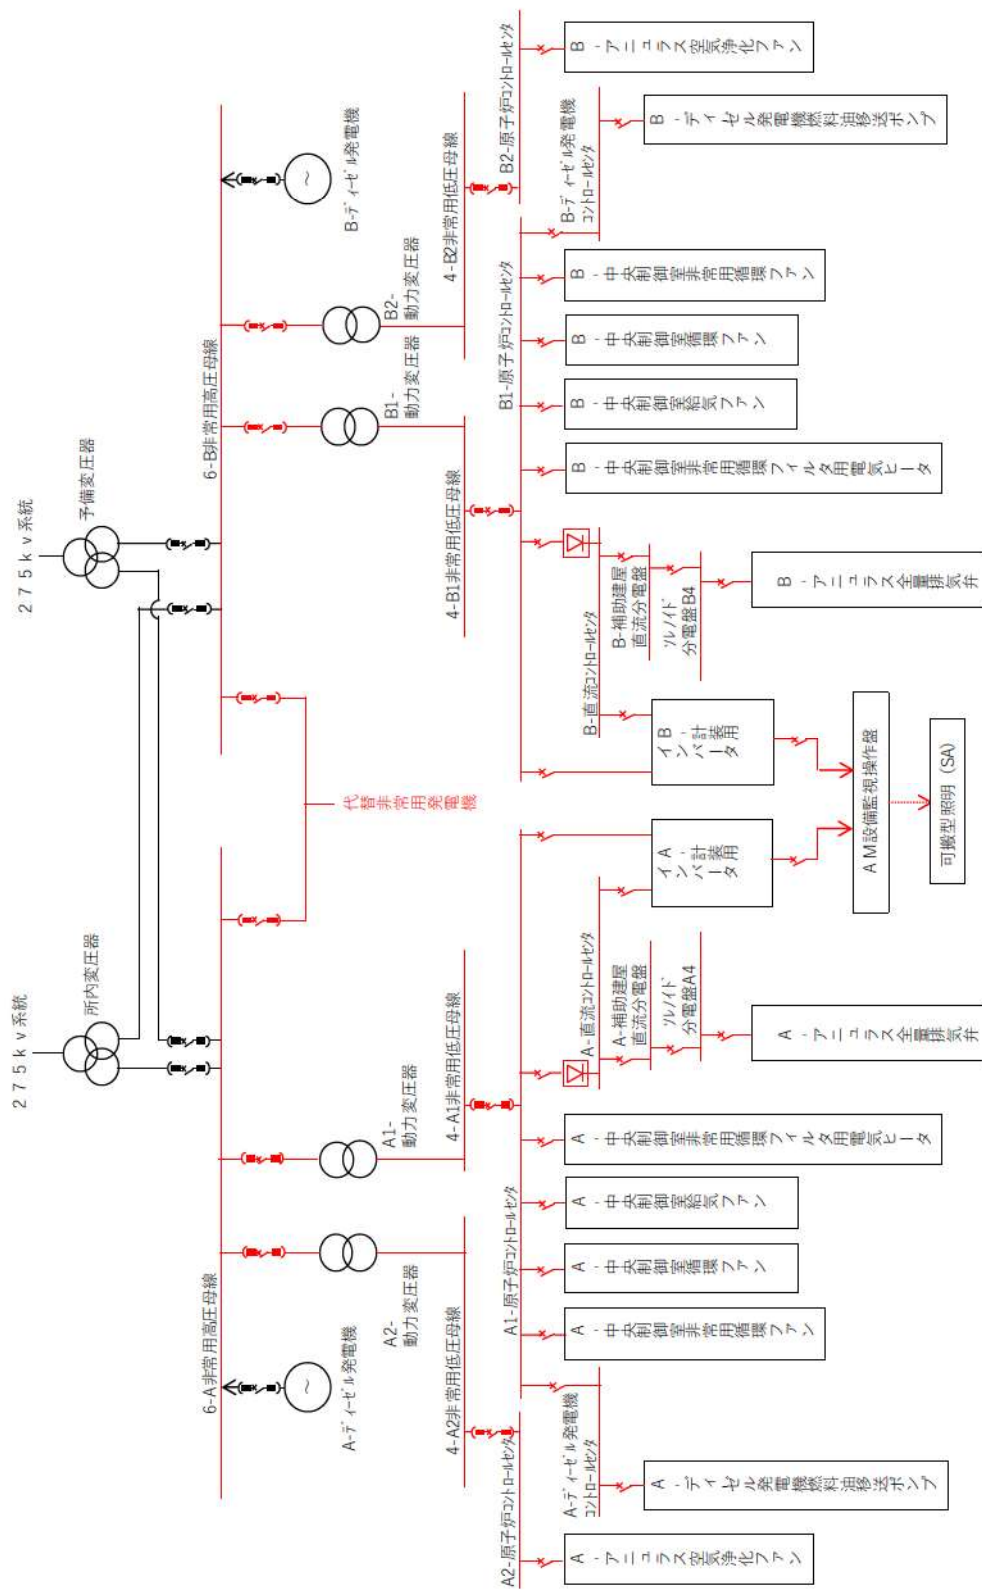 275kv系統
所内変圧器
275kv系統
予備変圧器
6-A非常用高圧母線
6-B非常用高圧母線
A-ディーゼル発電機
B-ディーゼル発電機
代替非常用発電機
A2-
動力変圧器
A1-
動力変圧器
B1-
動力変圧器
B2-
動力変圧器
4-A2非常用低圧母線
4-A1非常用低圧母線
4-B1非常用低圧母線
4-B2非常用低圧母線
A2-原子炉コントロールセンタ
A1-原子炉コントロールセンタ
B1-原子炉コントロールセンタ
B2-原子炉コントロールセンタ
A-ディーゼル発電機
コントロールセンタ
A-直流コントロールセンタ
B-直流コントロールセンタ
B-ディーゼル発電機
コントロールセンタ
A-補助建屋
直流分電盤
ソレノイド
分電盤A4
B-補助建屋
直流分電盤
ソレノイド
分電盤B4
A-アニュラス空気浄化ファン
A-ディーゼル発電機燃料油移送ポンプ
A-中央制御室非常用循環ファン
A-中央制御室循環ファン
A-中央制御室給気ファン
A-中央制御室非常用循環フィルタ用電気ヒータ
A-アニュラス全量排気弁
A-計装用
インバータ
B-計装用
インバータ
B-アニュラス全量排気弁
B-中央制御室非常用循環フィルタ用電気ヒータ
B-中央制御室給気ファン
B-中央制御室循環ファン
B-中央制御室非常用循環ファン
B-ディーゼル発電機燃料油移送ポンプ
B-アニュラス空気浄化ファン
AM設備監視操作盤
可搬型照明(SA)